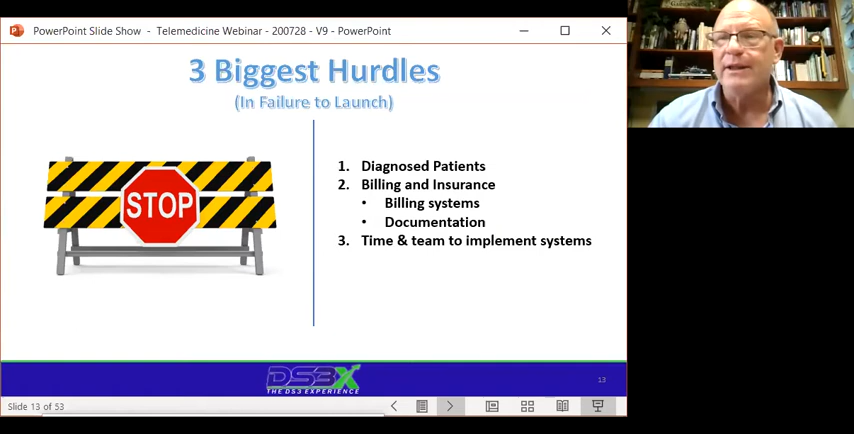 PowerPoint Slide Show - Telemedicine Webinar - 200728 - V9 - PowerPoint
3 Biggest Hurdles
(In Failure to Launch)
STOP
1. Diagnosed Patients
2. Billing and Insurance
• Billing systems
• Documentation
3. Time & team to implement systems
DS3X
THE DS3 EXPERIENCE
13
Slide 13 of 53